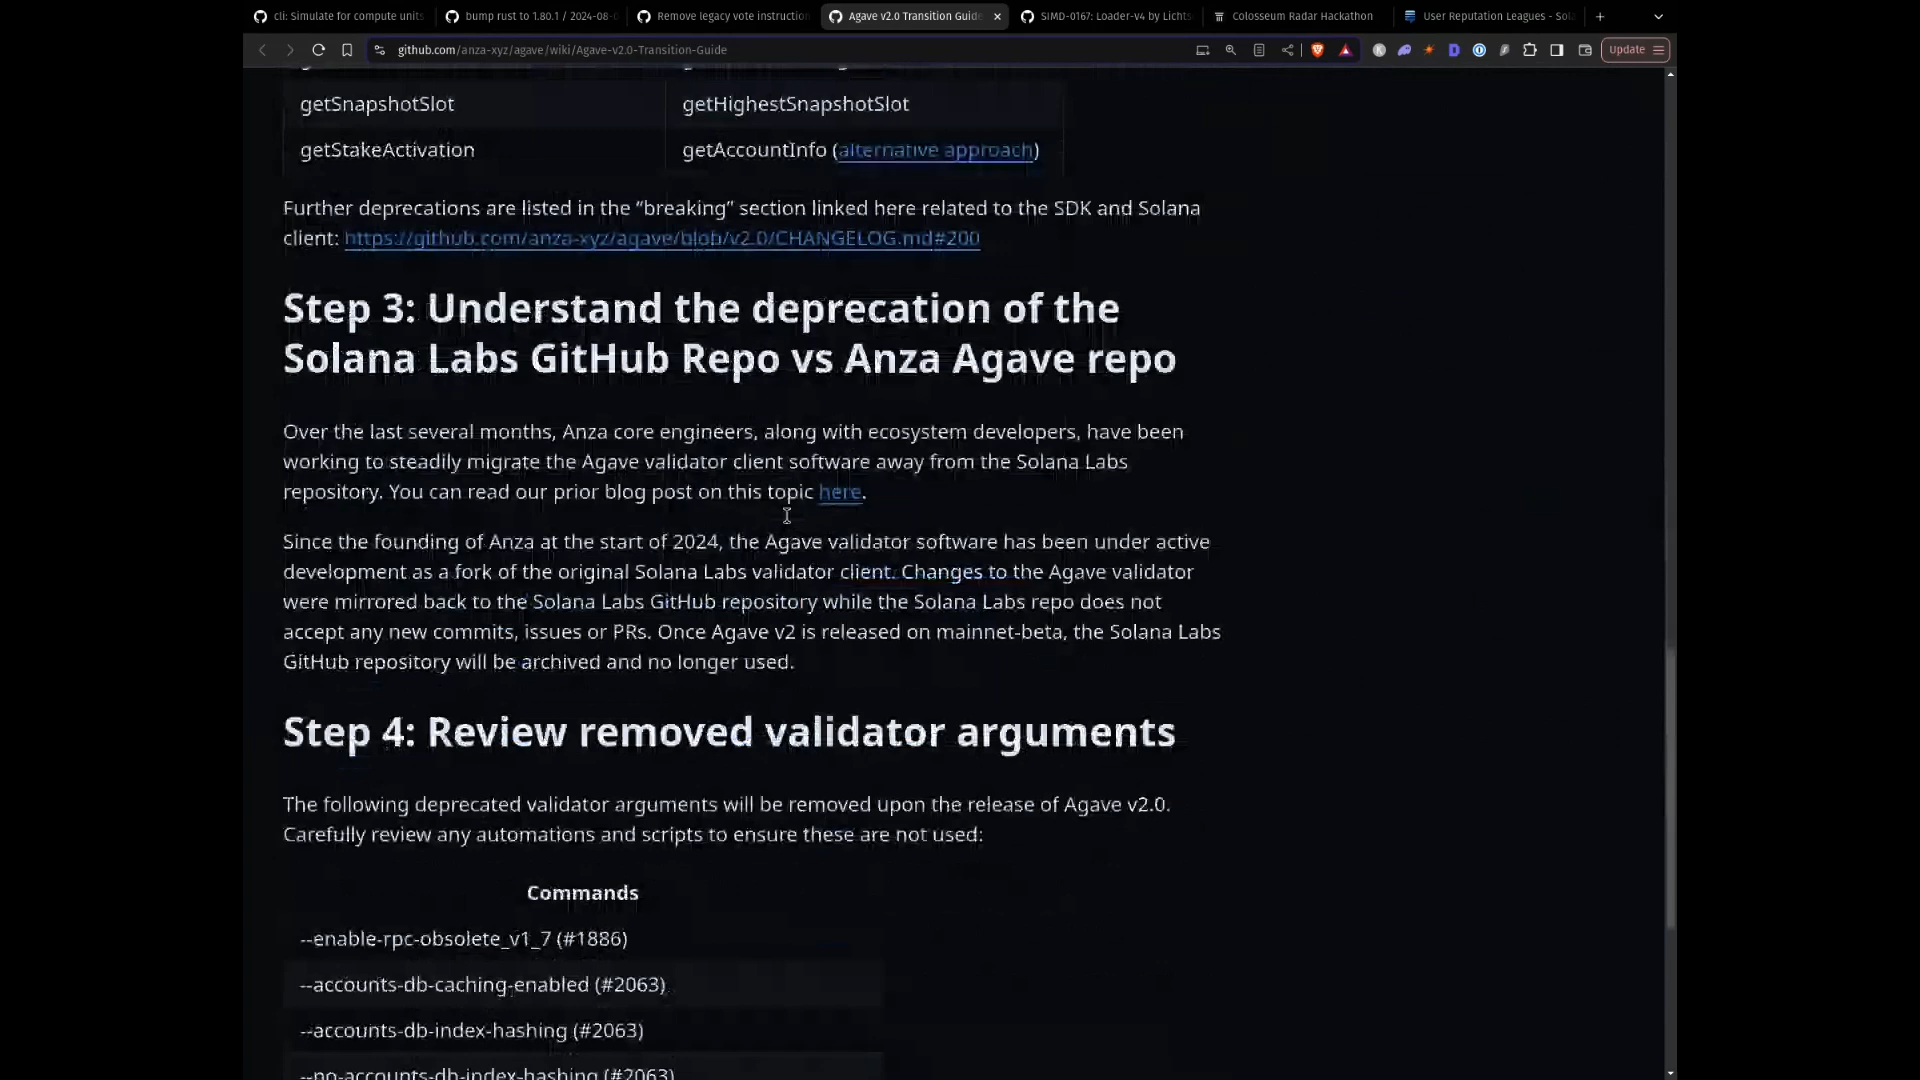 cli: Simulate for compute units
bump rust to 1.80.1 / 2024-08-
Remove legacy vote instruction
Agave v2.0 Transition Guide
SIMD-0167: Loader-v4 by Lichts
Colosseum Radar Hackathon
User Reputation Leagues - Sola
github.com/anza-xyz/agave/wiki/Agave-v2.0-Transition-Guide
Update
getSnapshotSlot getHighestSnapshotSlot
getStakeActivation getAccountInfo (alternative approach)
Further deprecations are listed in the “breaking” section linked here related to the SDK and Solana
client: https://github.com/anza-xyz/agave/blob/v2.0/CHANGELOG.md#200
Step 3: Understand the deprecation of the
Solana Labs GitHub Repo vs Anza Agave repo
Over the last several months, Anza core engineers, along with ecosystem developers, have been
working to steadily migrate the Agave validator client software away from the Solana Labs
repository. You can read our prior blog post on this topic here.
Since the founding of Anza at the start of 2024, the Agave validator software has been under active
development as a fork of the original Solana Labs validator client. Changes to the Agave validator
were mirrored back to the Solana Labs GitHub repository while the Solana Labs repo does not
accept any new commits, issues or PRs. Once Agave v2 is released on mainnet-beta, the Solana Labs
GitHub repository will be archived and no longer used.
Step 4: Review removed validator arguments
The following deprecated validator arguments will be removed upon the release of Agave v2.0.
Carefully review any automations and scripts to ensure these are not used:
Commands
--enable-rpc-obsolete_v1_7 (#1886)
--accounts-db-caching-enabled (#2063)
--accounts-db-index-hashing (#2063)
--no-accounts-db-index-hashing (#2063)